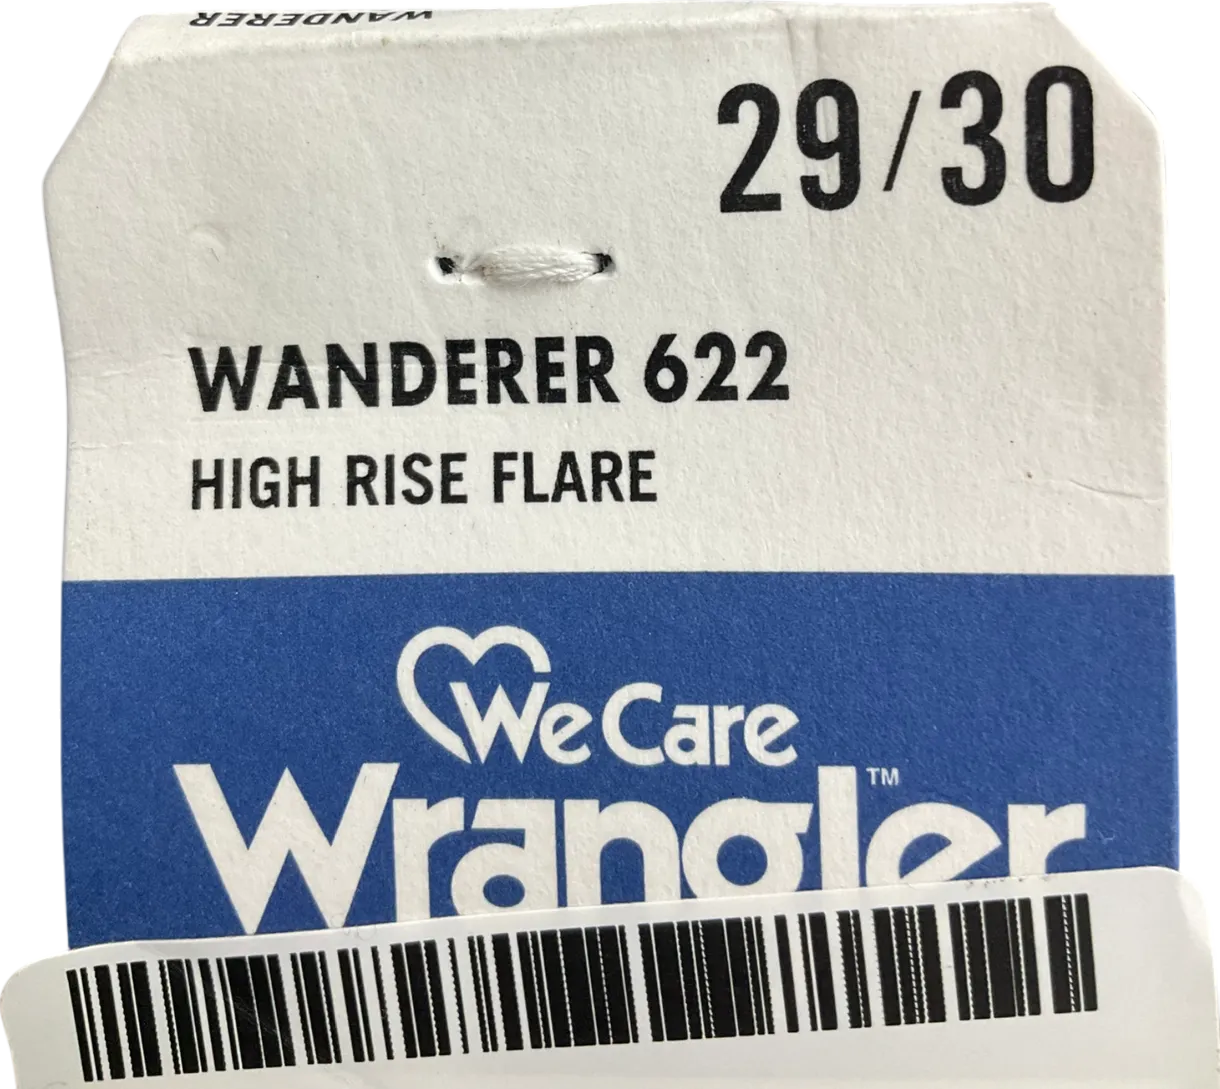 WANDERER
29/30
WANDERER 622
HIGH RISE FLARE
We Care
Wrangler™